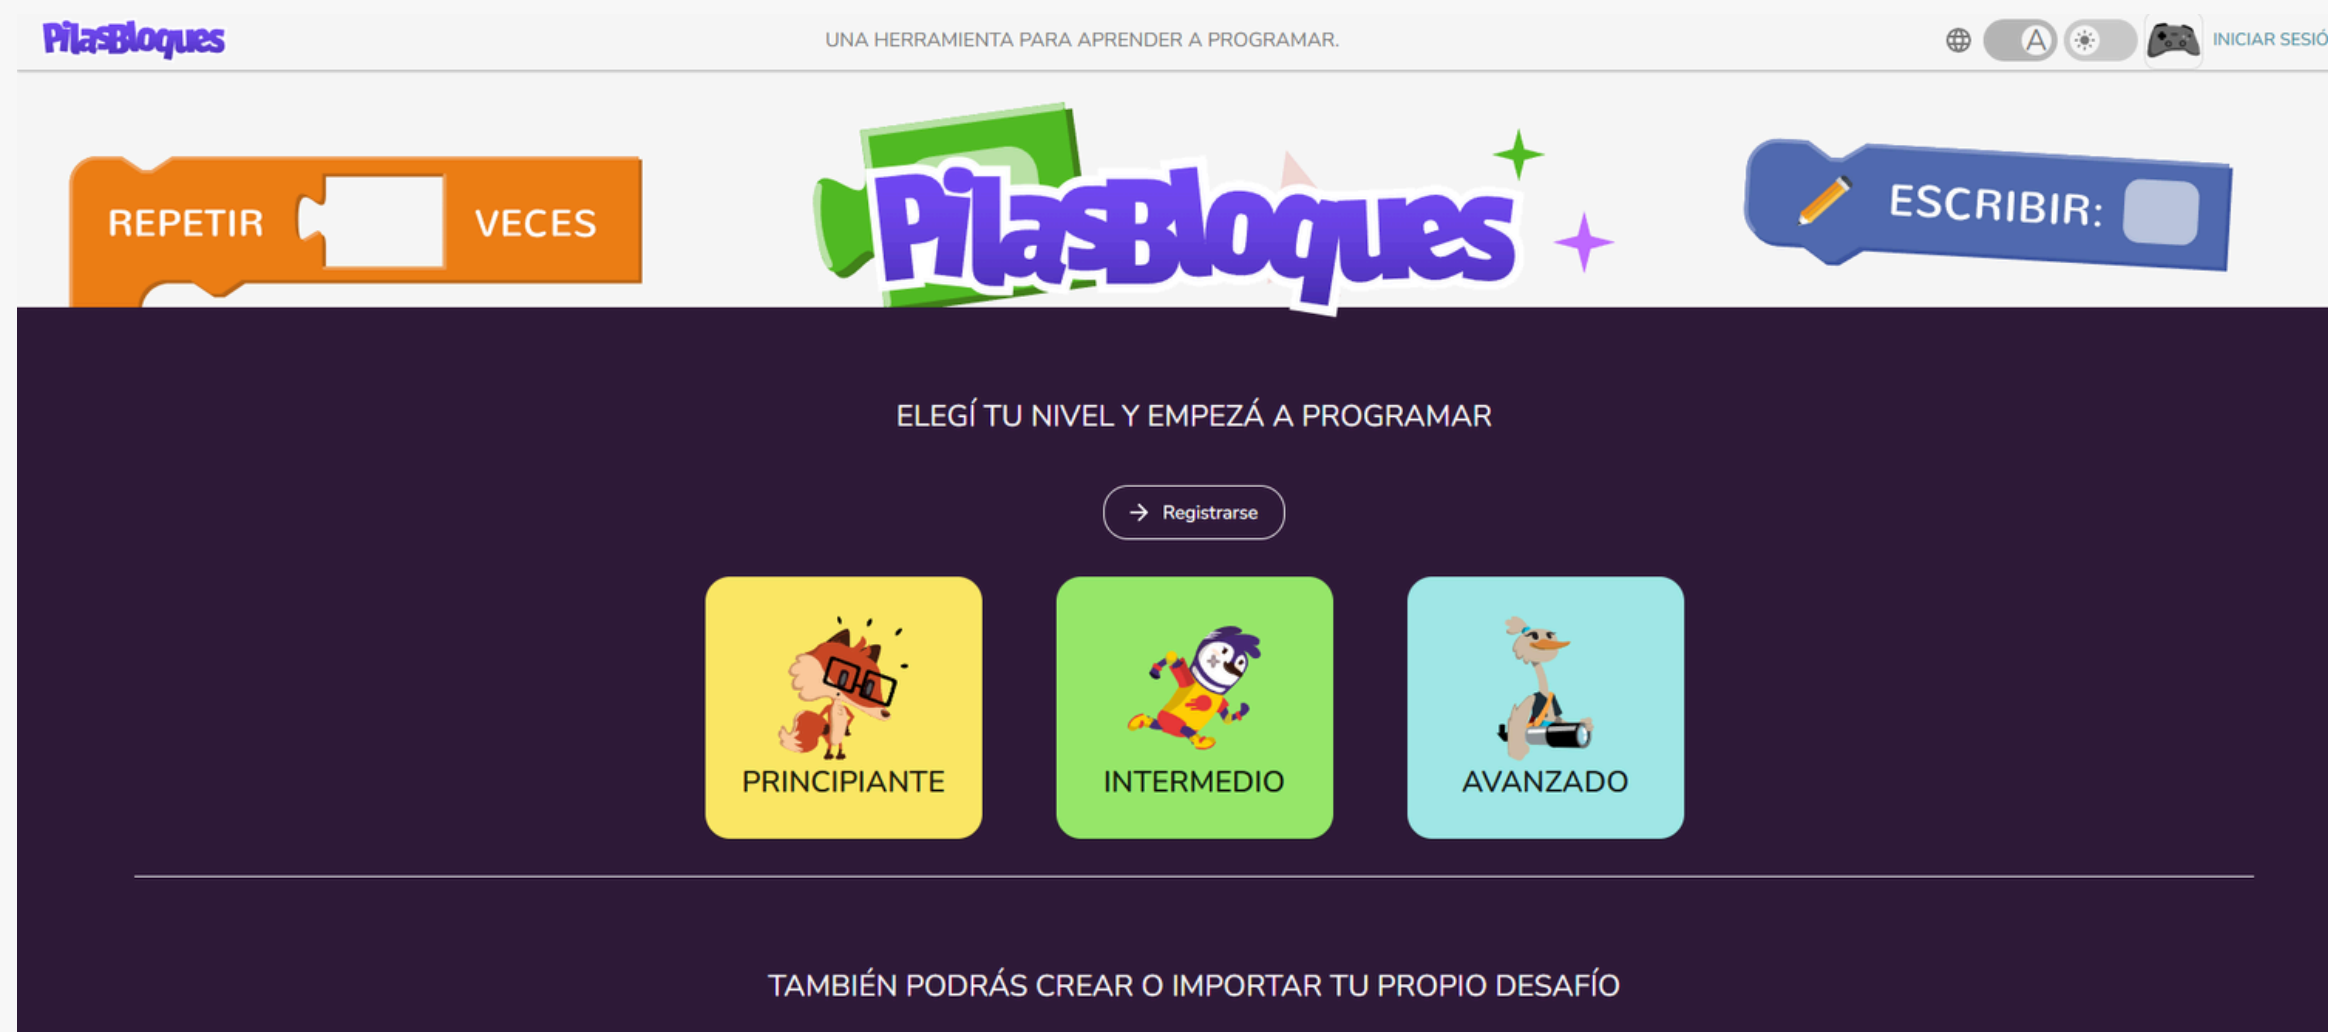 PilasBloques
UNA HERRAMIENTA PARA APRENDER A PROGRAMAR.
A
INICIAR SESIÓ
REPETIR VECES
PilasBloques
ESCRIBIR:
ELEGÍ TU NIVEL Y EMPEZÁ A PROGRAMAR
→ Registrarse
PRINCIPIANTE
INTERMEDIO
AVANZADO
TAMBIÉN PODRÁS CREAR O IMPORTAR TU PROPIO DESAFÍO